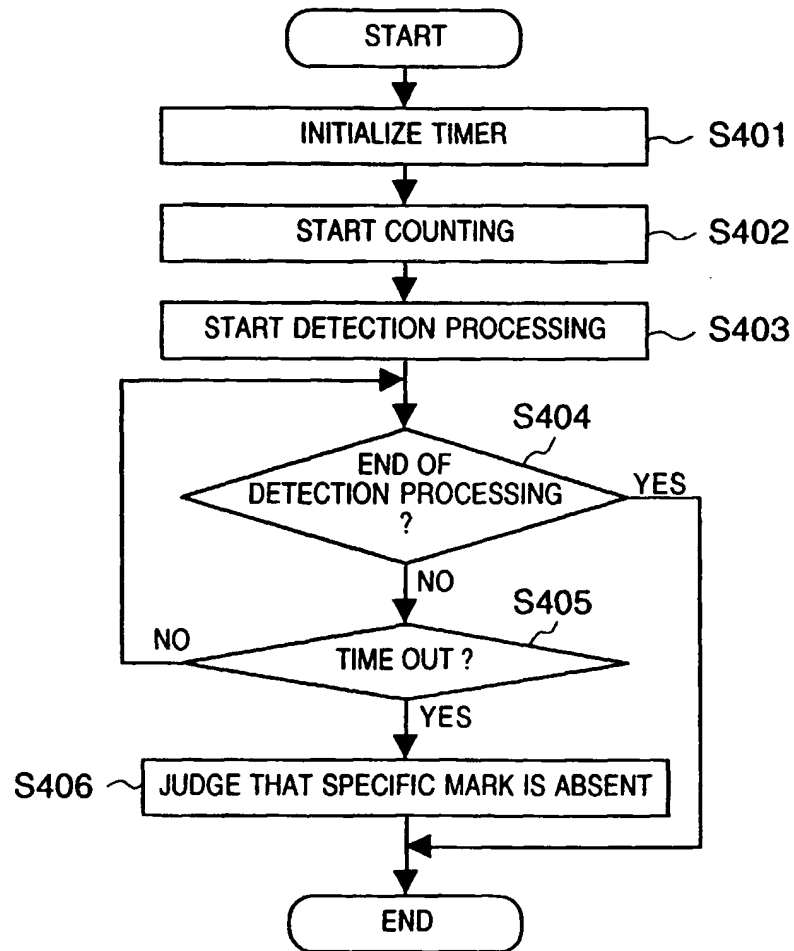 START
INITIALIZE TIMER
S401
START COUNTING
S402
START DETECTION PROCESSING
S403
S404
END OF
DETECTION PROCESSING
?
YES
NO
S405
NO
TIME OUT ?
YES
S406
JUDGE THAT SPECIFIC MARK IS ABSENT
END